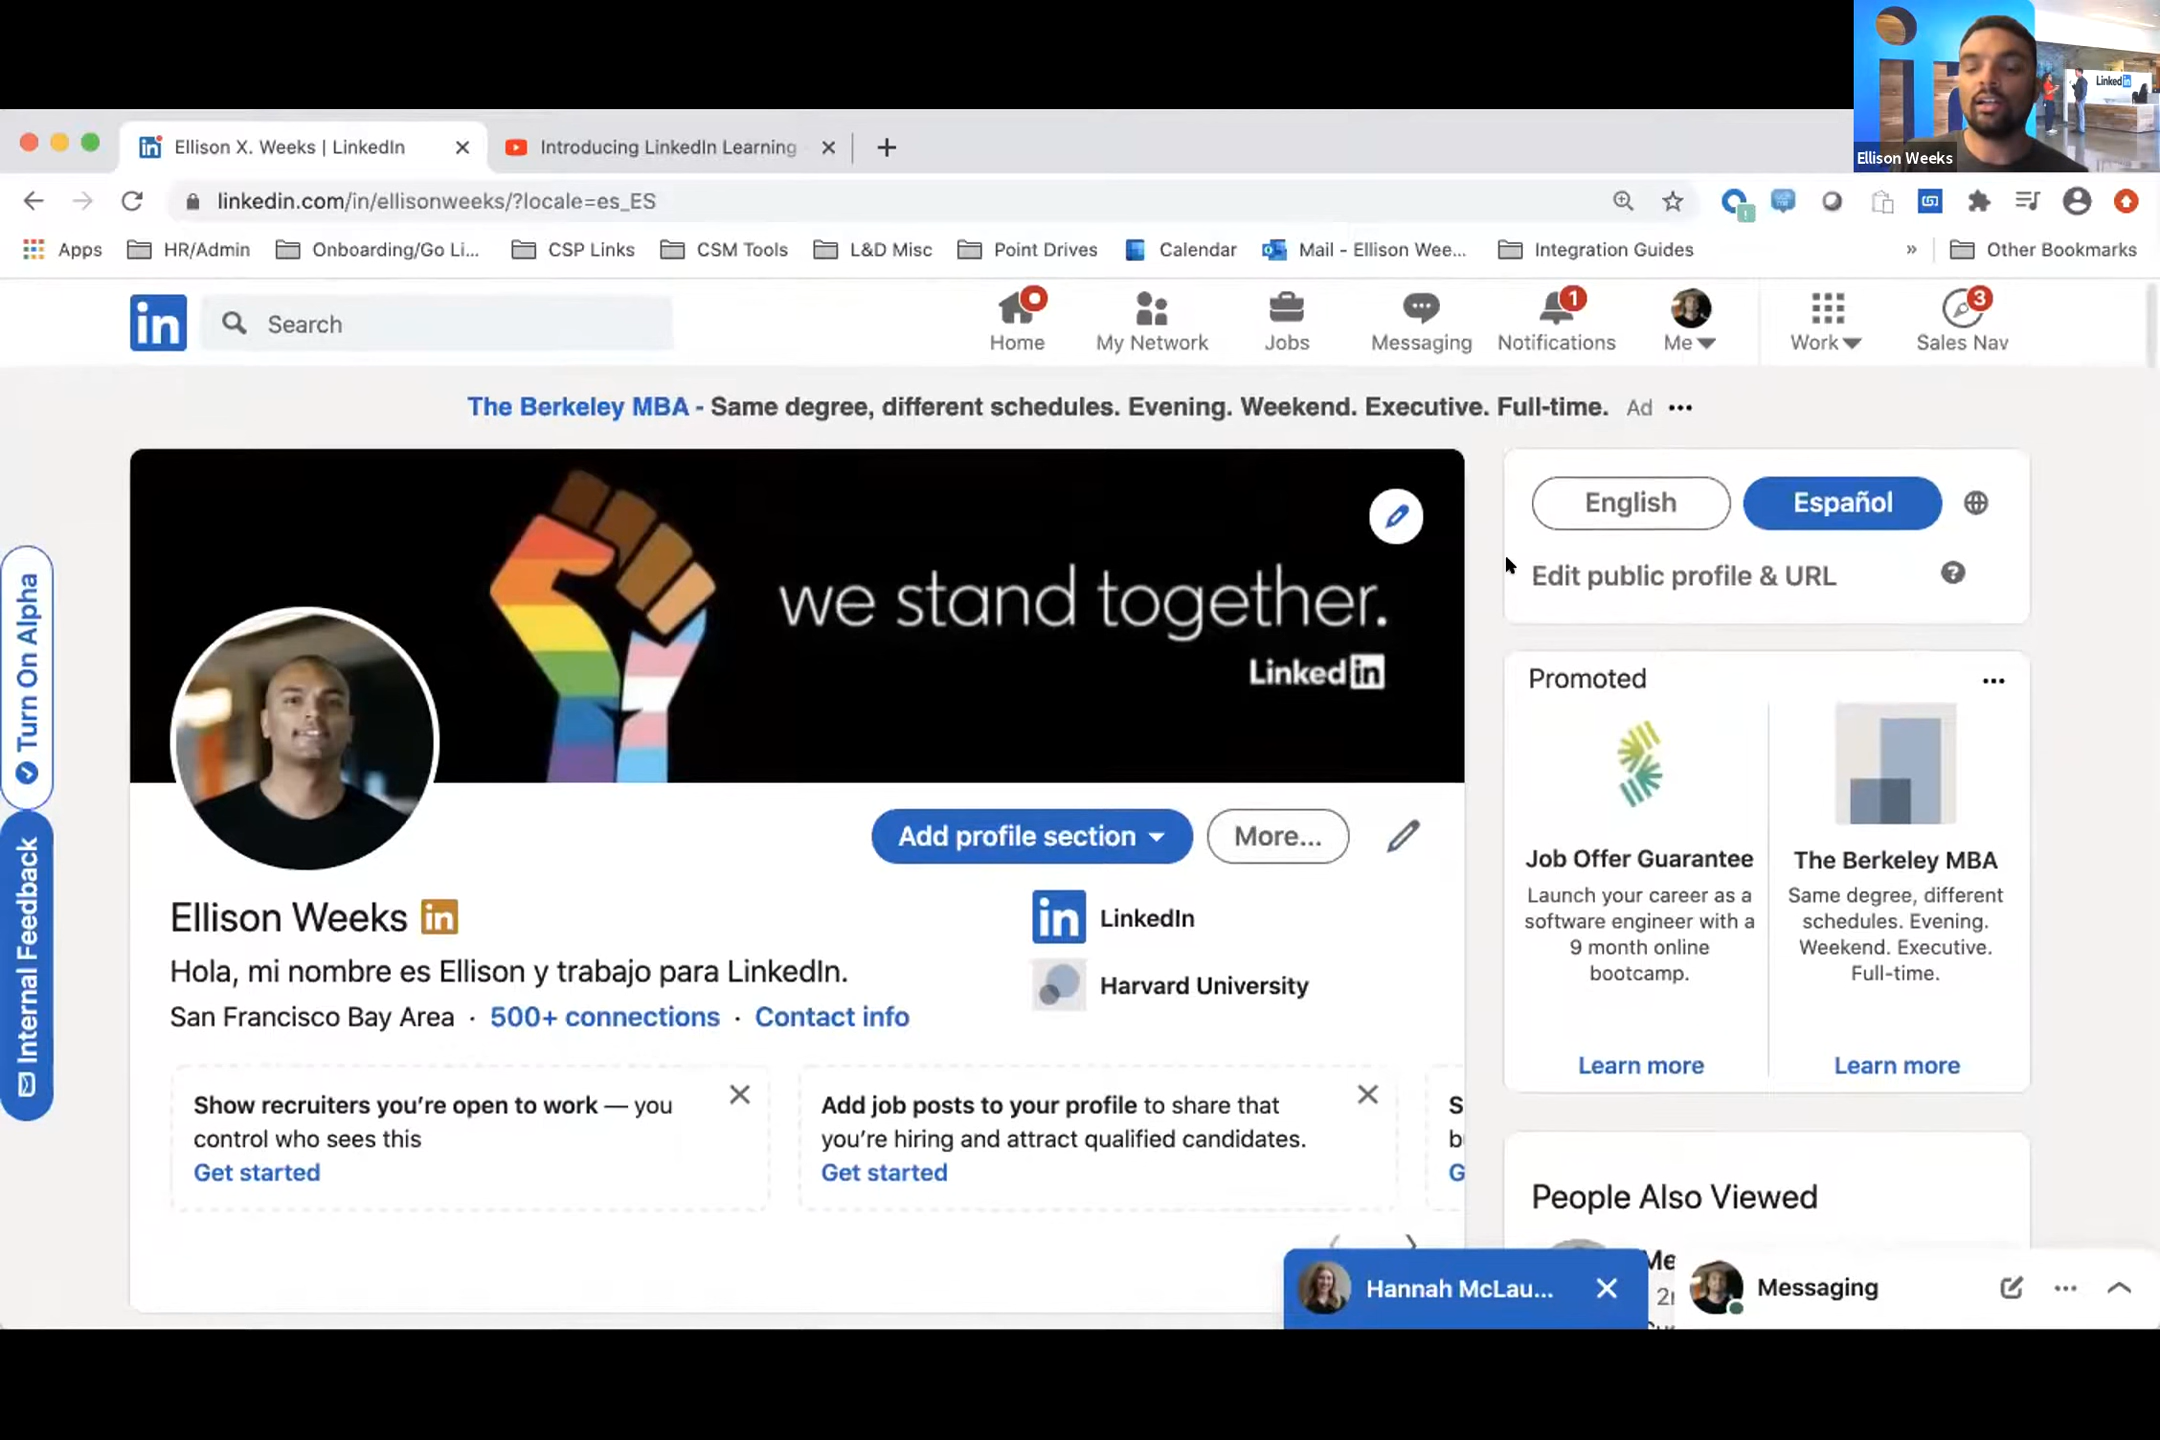 Linkedin
Ellison Weeks
Ellison X. Weeks | LinkedIn
Introducing LinkedIn Learning
linkedin.com/in/ellisonweeks/?locale=es_ES
Apps
HR/Admin
Onboarding/Go Li...
CSP Links
CSM Tools
L&D Misc
Point Drives
Calendar
Mail - Ellison Wee...
Integration Guides
»
Other Bookmarks
in
Search
Home
My Network
Jobs
Messaging
1
Notifications
Me
Work
3
Sales Nav
The Berkeley MBA - Same degree, different schedules. Evening. Weekend. Executive. Full-time. Ad •••
we stand together.
Linkedin
English
Español
Edit public profile & URL
Turn On Alpha
Internal Feedback
Add profile section
More...
Ellison Weeks in
Hola, mi nombre es Ellison y trabajo para LinkedIn.
San Francisco Bay Area · 500+ connections · Contact info
in LinkedIn
Harvard University
Show recruiters you're open to work — you
control who sees this
Get started
Add job posts to your profile to share that
you're hiring and attract qualified candidates.
Get started
S
b
G
Promoted
Job Offer Guarantee
Launch your career as a
software engineer with a
9 month online
bootcamp.
Learn more
The Berkeley MBA
Same degree, different
schedules. Evening.
Weekend. Executive.
Full-time.
Learn more
People Also Viewed
Me
Hannah McLau...
Messaging